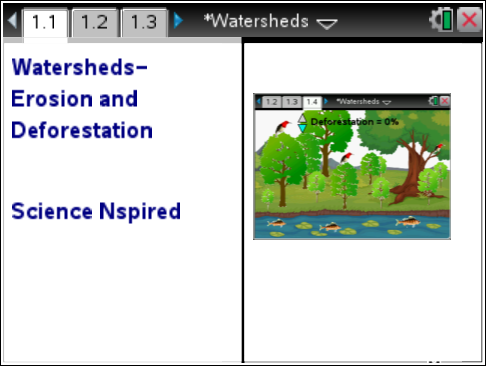 1.1 1.2 1.3 *Watersheds
Watersheds–
Erosion and
Deforestation
Science Nspired
1.2 1.3 1.4 *Watersheds
Deforestation = 0%